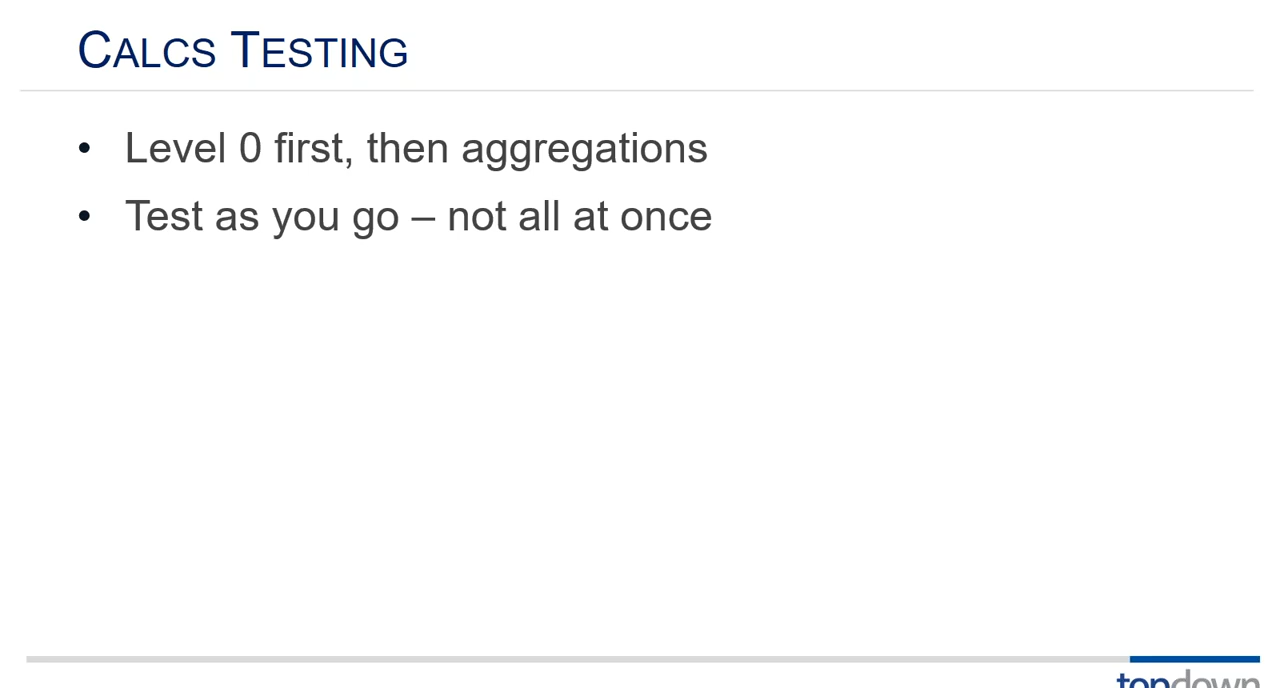 CALCS TESTING
• Level 0 first, then aggregations
• Test as you go – not all at once
topdown